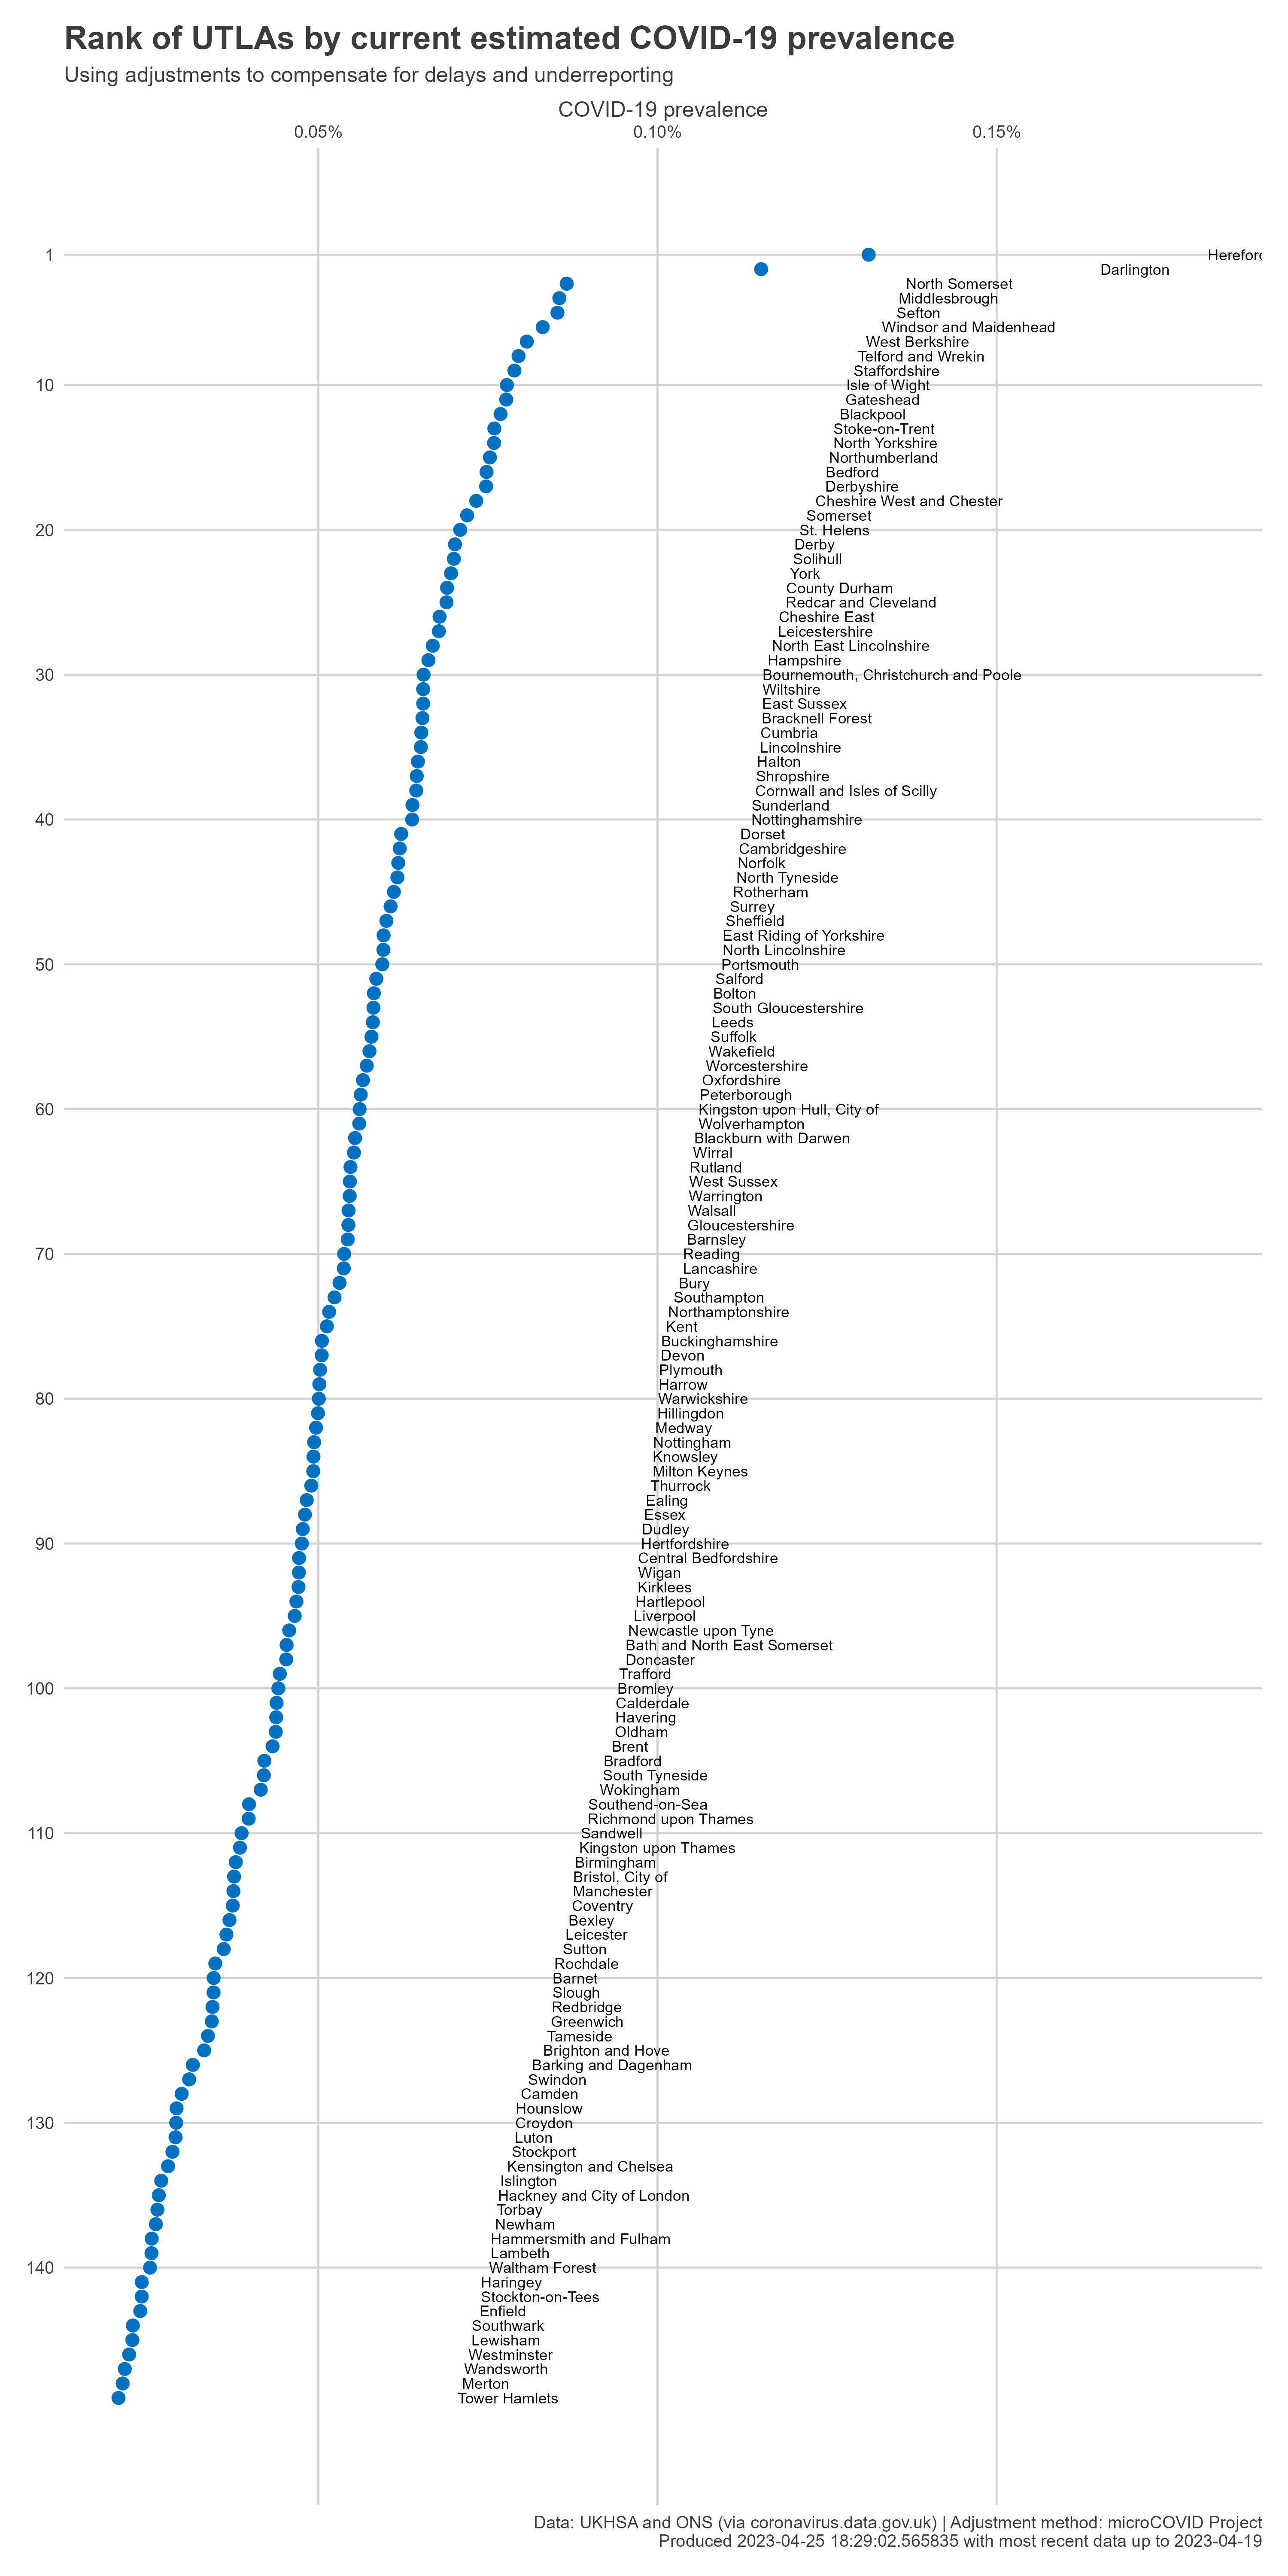 Rank of UTLAs by current estimated COVID-19 prevalence
Using adjustments to compensate for delays and underreporting
COVID-19 prevalence
0.05% 0.10% 0.15%
1 Hereford
Darlington
North Somerset
Middlesbrough
Sefton
Windsor and Maidenhead
West Berkshire
Telford and Wrekin
Staffordshire
10 Isle of Wight
Gateshead
Blackpool
Stoke-on-Trent
North Yorkshire
Northumberland
Bedford
Derbyshire
Cheshire West and Chester
Somerset
20 St. Helens
Derby
Solihull
York
County Durham
Redcar and Cleveland
Cheshire East
Leicestershire
North East Lincolnshire
Hampshire
30 Bournemouth, Christchurch and Poole
Wiltshire
East Sussex
Bracknell Forest
Cumbria
Lincolnshire
Halton
Shropshire
Cornwall and Isles of Scilly
Sunderland
40 Nottinghamshire
Dorset
Cambridgeshire
Norfolk
North Tyneside
Rotherham
Surrey
Sheffield
East Riding of Yorkshire
North Lincolnshire
50 Portsmouth
Salford
Bolton
South Gloucestershire
Leeds
Suffolk
Wakefield
Worcestershire
Oxfordshire
Peterborough
60 Kingston upon Hull, City of
Wolverhampton
Blackburn with Darwen
Wirral
Rutland
West Sussex
Warrington
Walsall
Gloucestershire
Barnsley
70 Reading
Lancashire
Bury
Southampton
Northamptonshire
Kent
Buckinghamshire
Devon
Plymouth
Harrow
80 Warwickshire
Hillingdon
Medway
Nottingham
Knowsley
Milton Keynes
Thurrock
Ealing
Essex
Dudley
90 Hertfordshire
Central Bedfordshire
Wigan
Kirklees
Hartlepool
Liverpool
Newcastle upon Tyne
Bath and North East Somerset
Doncaster
Trafford
100 Bromley
Calderdale
Havering
Oldham
Brent
Bradford
South Tyneside
Wokingham
Southend-on-Sea
Richmond upon Thames
110 Sandwell
Kingston upon Thames
Birmingham
Bristol, City of
Manchester
Coventry
Bexley
Leicester
Sutton
Rochdale
120 Barnet
Slough
Redbridge
Greenwich
Tameside
Brighton and Hove
Barking and Dagenham
Swindon
Camden
Hounslow
130 Croydon
Luton
Stockport
Kensington and Chelsea
Islington
Hackney and City of London
Torbay
Newham
Hammersmith and Fulham
Lambeth
140 Waltham Forest
Haringey
Stockton-on-Tees
Enfield
Southwark
Lewisham
Westminster
Wandsworth
Merton
Tower Hamlets
Data: UKHSA and ONS (via coronavirus.data.gov.uk) | Adjustment method: microCOVID Project
Produced 2023-04-25 18:29:02.565835 with most recent data up to 2023-04-19